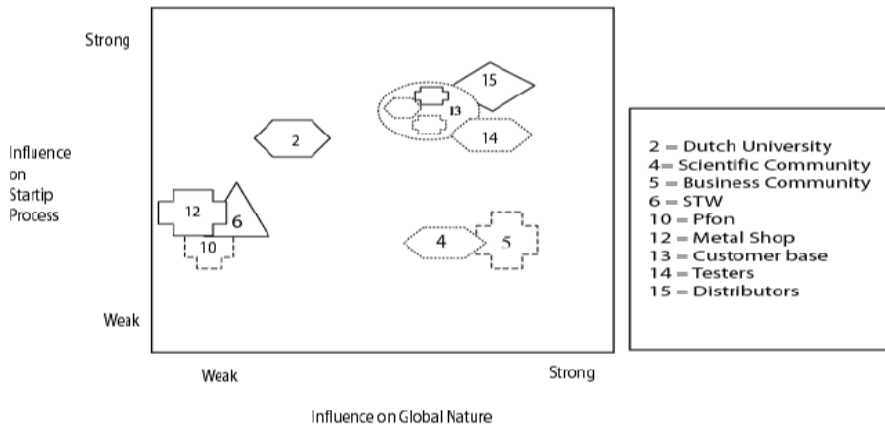 Strong
15
13
14
2
Influence
on
Startip
Process
12
6
10
4
5
Weak
Weak
Strong
Influence on Global Nature
2 = Dutch University
4 = Scientific Community
5 = Business Community
6 = STW
10 = Pfon
12 = Metal Shop
13 = Customer base
14 = Testers
15 = Distributors